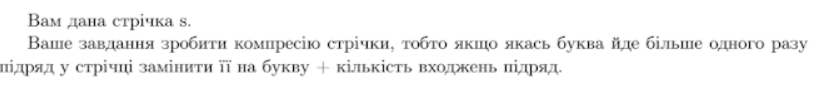 Вам дана стрічка s.
Ваше завдання зробити компресію стрічки, тобто якщо якась буква йде більше одного разу
підряд у стрічці замінити її на букву + кількість входжень підряд.